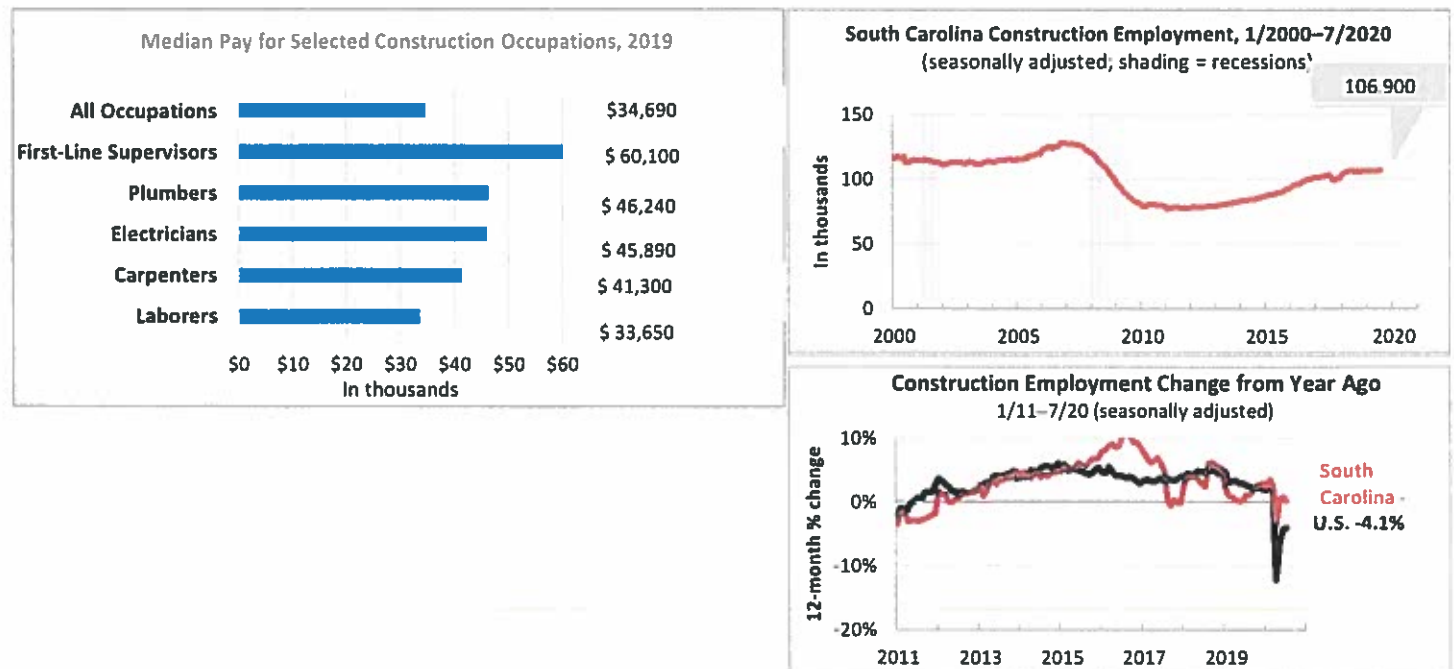 Median Pay for Selected Construction Occupations, 2019
All Occupations $34,690
First-Line Supervisors $ 60,100
Plumbers $ 46,240
Electricians $ 45,890
Carpenters $ 41,300
Laborers $ 33,650
$0 $10 $20 $30 $40 $50 $60
In thousands
South Carolina Construction Employment, 1/2000–7/2020
(seasonally adjusted; shading = recessions)
106.900
In thousands
150
100
50
0
2000 2005 2010 2015 2020
Construction Employment Change from Year Ago
1/11–7/20 (seasonally adjusted)
12-month % change
10%
0%
-10%
-20%
South
Carolina -
U.S. -4.1%
2011 2013 2015 2017 2019